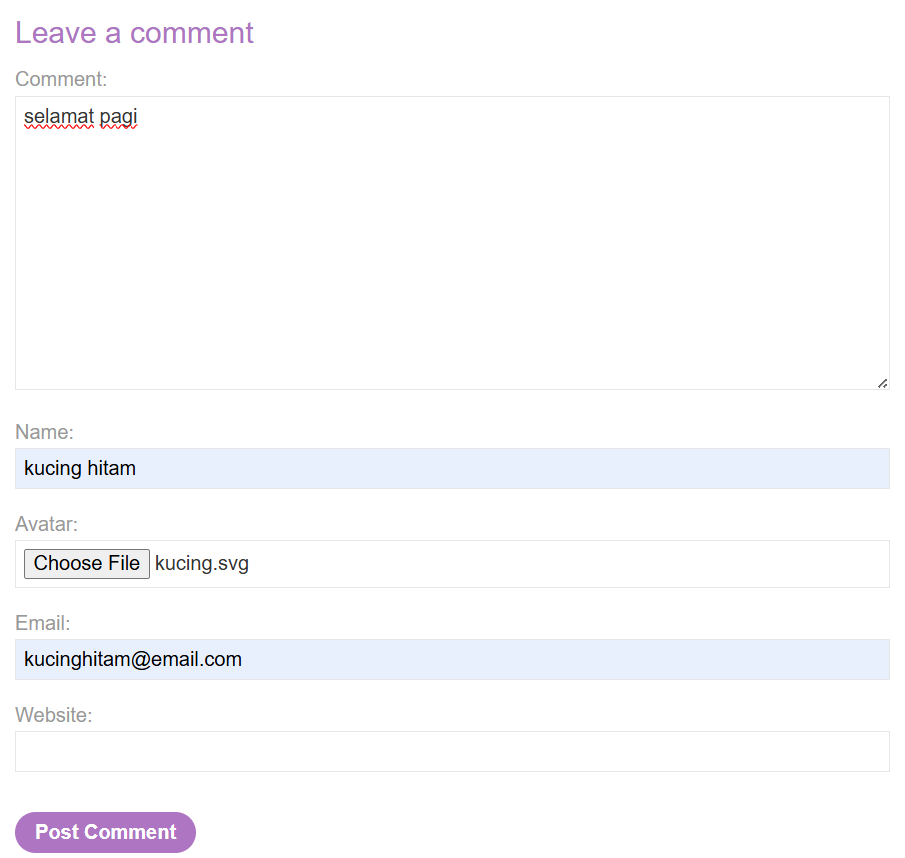 Leave a comment
Comment:
selamat pagi
Name:
kucing hitam
Avatar:
Choose File kucing.svg
Email:
kucinghitam@email.com
Website:
Post Comment